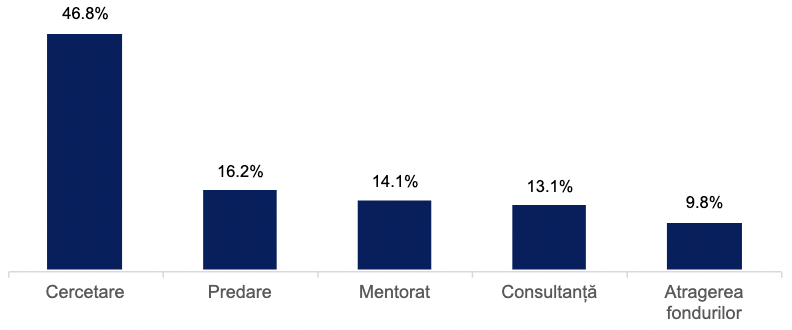 46.8%
16.2%
14.1%
13.1%
9.8%
Cercetare
Predare
Mentorat
Consultanță
Atragerea
fondurilor